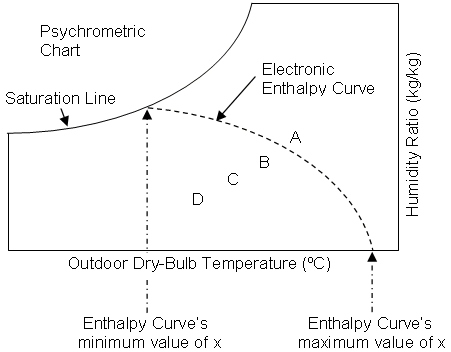 Psychrometric
Chart
Saturation Line
Electronic
Enthalpy Curve
A
B
C
D
Humidity Ratio (kg/kg)
Outdoor Dry-Bulb Temperature (ºC)
Enthalpy Curve's
minimum value of x
Enthalpy Curve's
maximum value of x